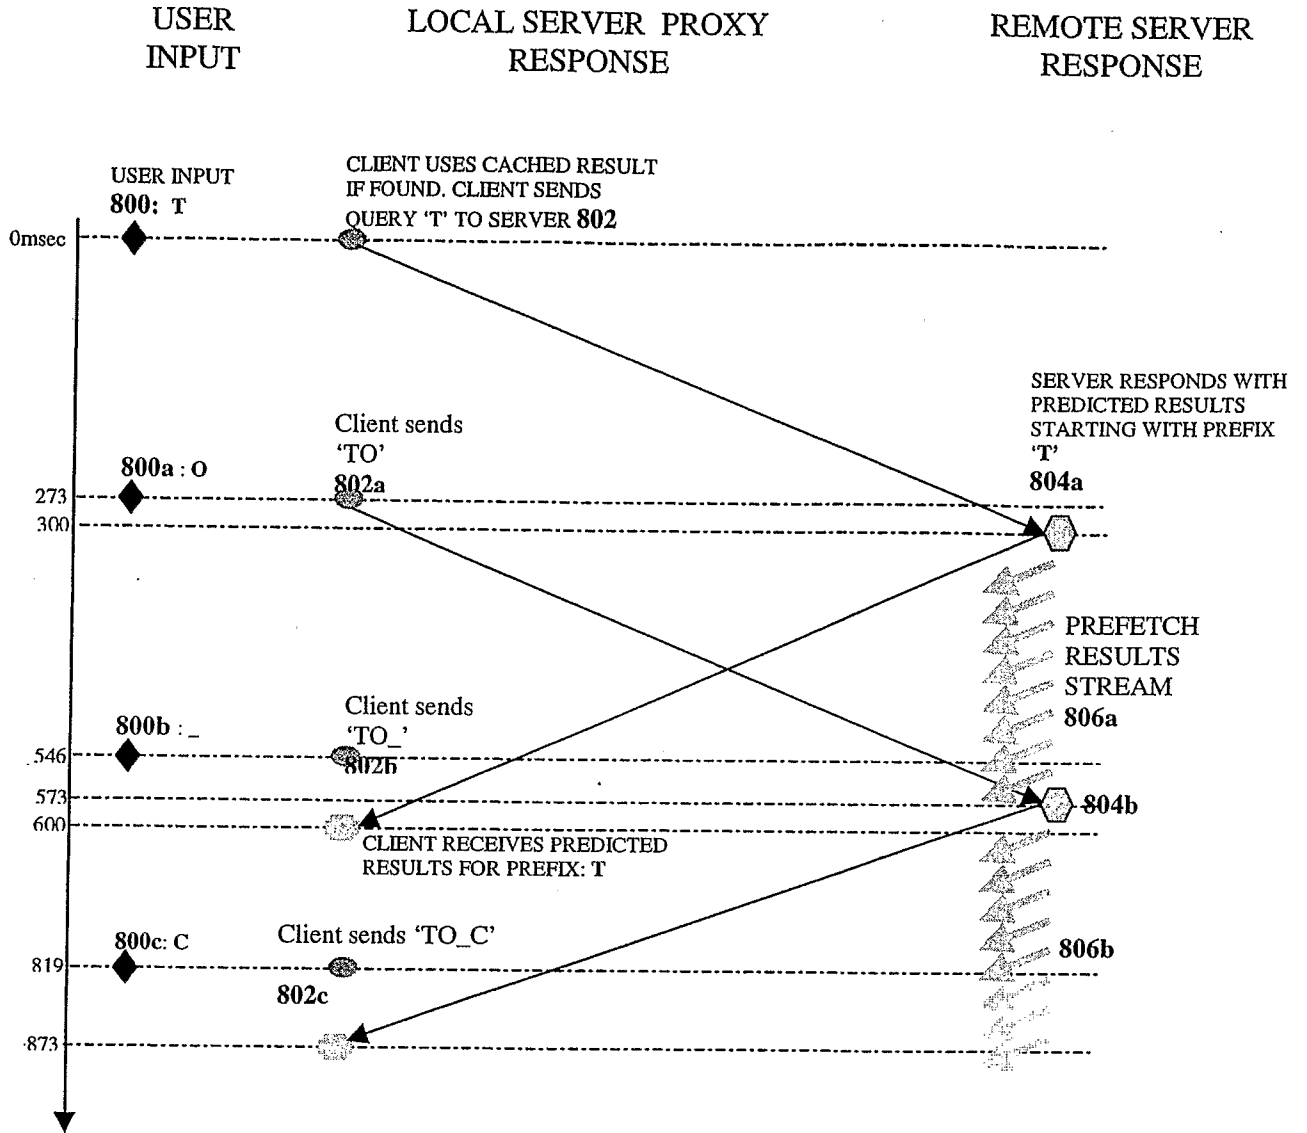 USER
INPUT
LOCAL SERVER PROXY
RESPONSE
REMOTE SERVER
RESPONSE
USER INPUT
800: T
CLIENT USES CACHED RESULT
IF FOUND. CLIENT SENDS
QUERY 'T' TO SERVER 802
0msec
SERVER RESPONDS WITH
PREDICTED RESULTS
STARTING WITH PREFIX
'T'
804a
Client sends
'TO'
802a
800a : O
273
300
PREFETCH
RESULTS
STREAM
806a
Client sends
'TO_'
802b
800b : _
546
573
804b
600
CLIENT RECEIVES PREDICTED
RESULTS FOR PREFIX: T
800c: C
Client sends 'TO_C'
806b
819
802c
873